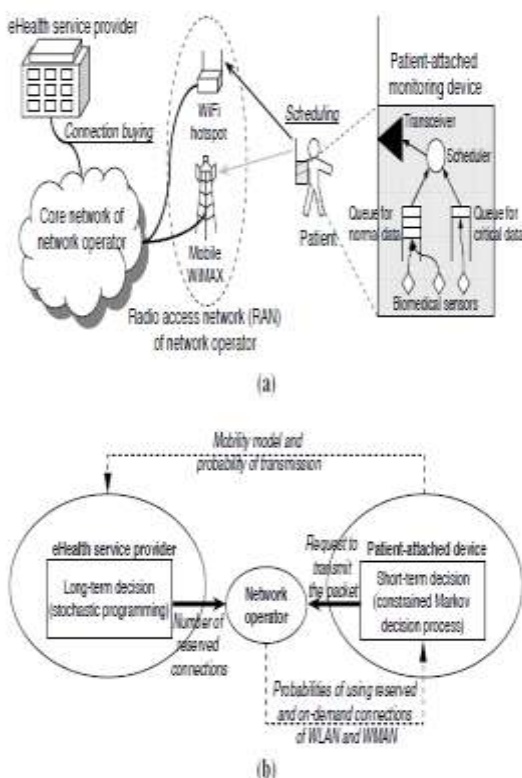 eHealth service provider
Connection buying
Core network of
network operator
WiFi
hotspot
Mobile
WiMAX
Radio access network (RAN)
of network operator
Scheduling
Patient
Patient-attached
monitoring device
Transceiver
Scheduler
Queue for
normal data
Queue for
critical data
Biomedical sensors
(a)
Mobility model and
probability of transmission
eHealth service provider
Long-term decision
(stochastic programming)
Number of
reserved
connections
Network
operator
Request to
transmit
the packet
Patient-attached device
Short-term decision
(constrained Markov
decision process)
Probabilities of using reserved
and on-demand connections
of WLAN and WMAN
(b)